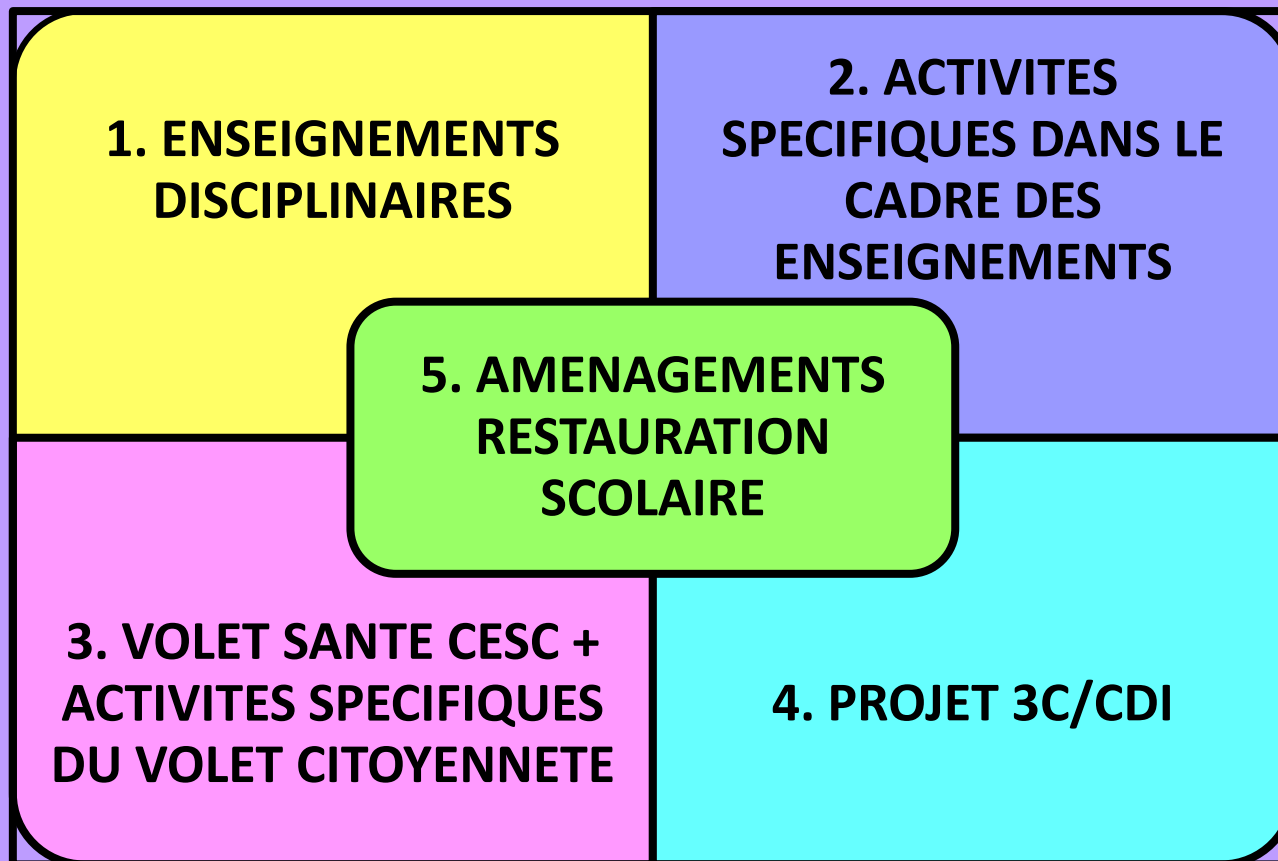 1. ENSEIGNEMENTS
DISCIPLINAIRES
2. ACTIVITES
SPECIFIQUES DANS LE
CADRE DES
ENSEIGNEMENTS
5. AMENAGEMENTS
RESTAURATION
SCOLAIRE
3. VOLET SANTE CESC +
ACTIVITES SPECIFIQUES
DU VOLET CITOYENNETE
4. PROJET 3C/CDI